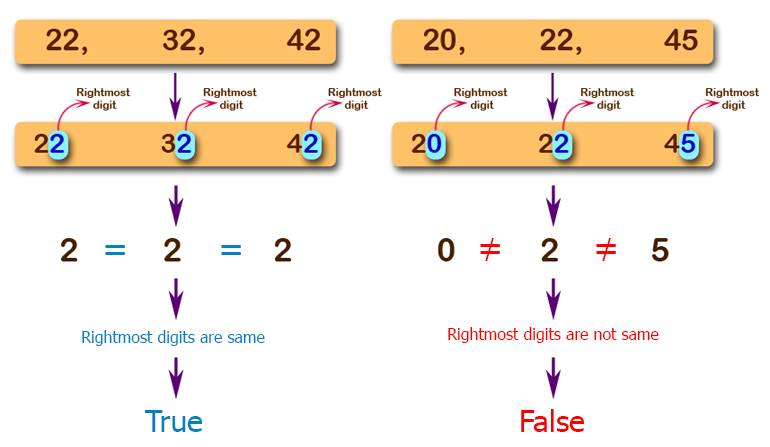 22, 32, 42
Rightmost
digit
Rightmost
digit
Rightmost
digit
22 32 42
2 = 2 = 2
Rightmost digits are same
True
20, 22, 45
Rightmost
digit
Rightmost
digit
Rightmost
digit
20 22 45
0 ≠ 2 ≠ 5
Rightmost digits are not same
False